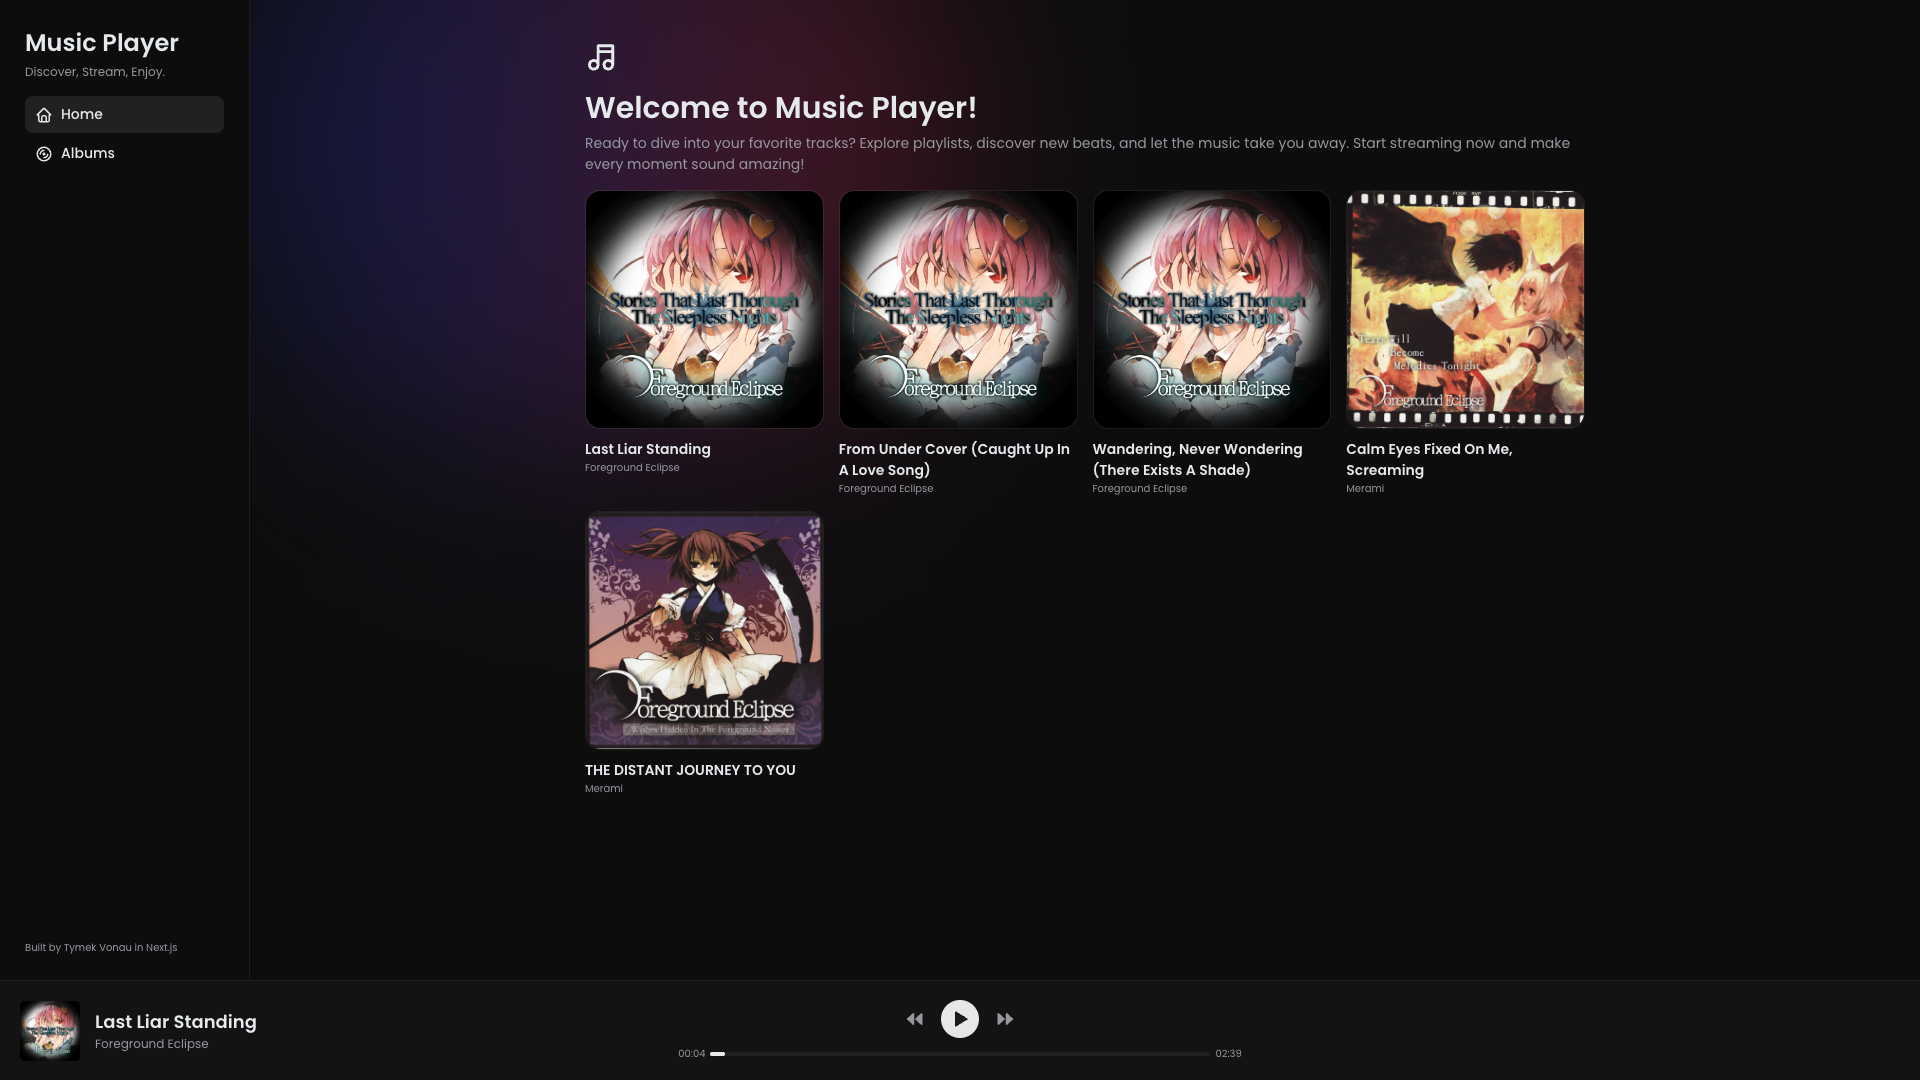 Music Player
Discover, Stream, Enjoy.
Home
Albums
Built by Tymek Vonau in Next.js
Welcome to Music Player!
Ready to dive into your favorite tracks? Explore playlists, discover new beats, and let the music take you away. Start streaming now and make
every moment sound amazing!
Stories That Last Thorough
The Sleepless Nights
Foreground Eclipse
Last Liar Standing
Foreground Eclipse
Stories That Last Thorough
The Sleepless Nights
Foreground Eclipse
From Under Cover (Caught Up In
A Love Song)
Foreground Eclipse
Stories That Last Thorough
The Sleepless Nights
Foreground Eclipse
Wandering, Never Wondering
(There Exists A Shade)
Foreground Eclipse
Tears Will
Become
Melodies Tonight
Foreground Eclipse
Calm Eyes Fixed On Me,
Screaming
Merami
Foreground Eclipse
Wishes Hidden In The Foreground Noises
THE DISTANT JOURNEY TO YOU
Merami
Last Liar Standing
Foreground Eclipse
00:04
02:39